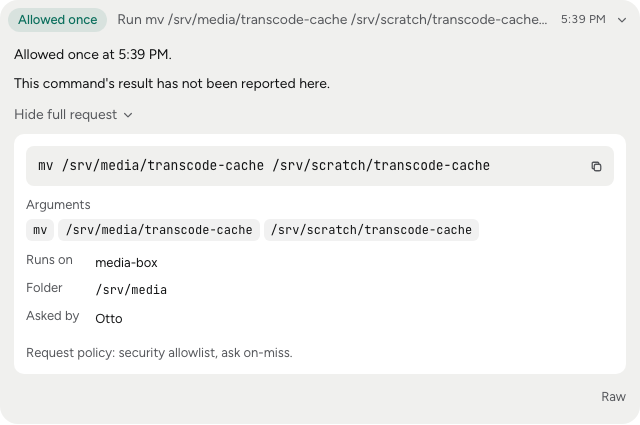 Allowed once Run mv /srv/media/transcode-cache /srv/scratch/transcode-cache... 5:39 PM
Allowed once at 5:39 PM.
This command's result has not been reported here.
Hide full request
mv /srv/media/transcode-cache /srv/scratch/transcode-cache
Arguments
mv /srv/media/transcode-cache /srv/scratch/transcode-cache
Runs on media-box
Folder /srv/media
Asked by Otto
Request policy: security allowlist, ask on-miss.
Raw